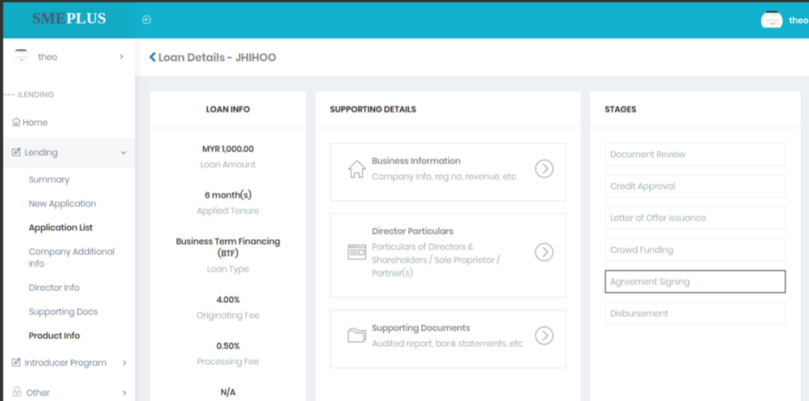 SMEPLUS
theo
theo
ILENDING
Home
Lending
Summary
New Application
Application List
Company Additional
Info
Director Info
Supporting Docs
Product Info
Introducer Program
Other
Loan Details - JHIHOO
LOAN INFO
MYR 1,000.00
Loan Amount
6 month(s)
Applied Tenure
Business Term Financing
(BTF)
Loan Type
4.00%
Originating Fee
0.50%
Processing Fee
N/A
SUPPORTING DETAILS
Business Information
Company info, reg no, revenue, etc
Director Particulars
Particulars of Directors &
Shareholders / Sole Proprietor /
Partner(s)
Supporting Documents
Audited report, bank statements, etc
STAGES
Document Review
Credit Approval
Letter of Offer Issuance
Crowd Funding
Agreement Signing
Disbursement